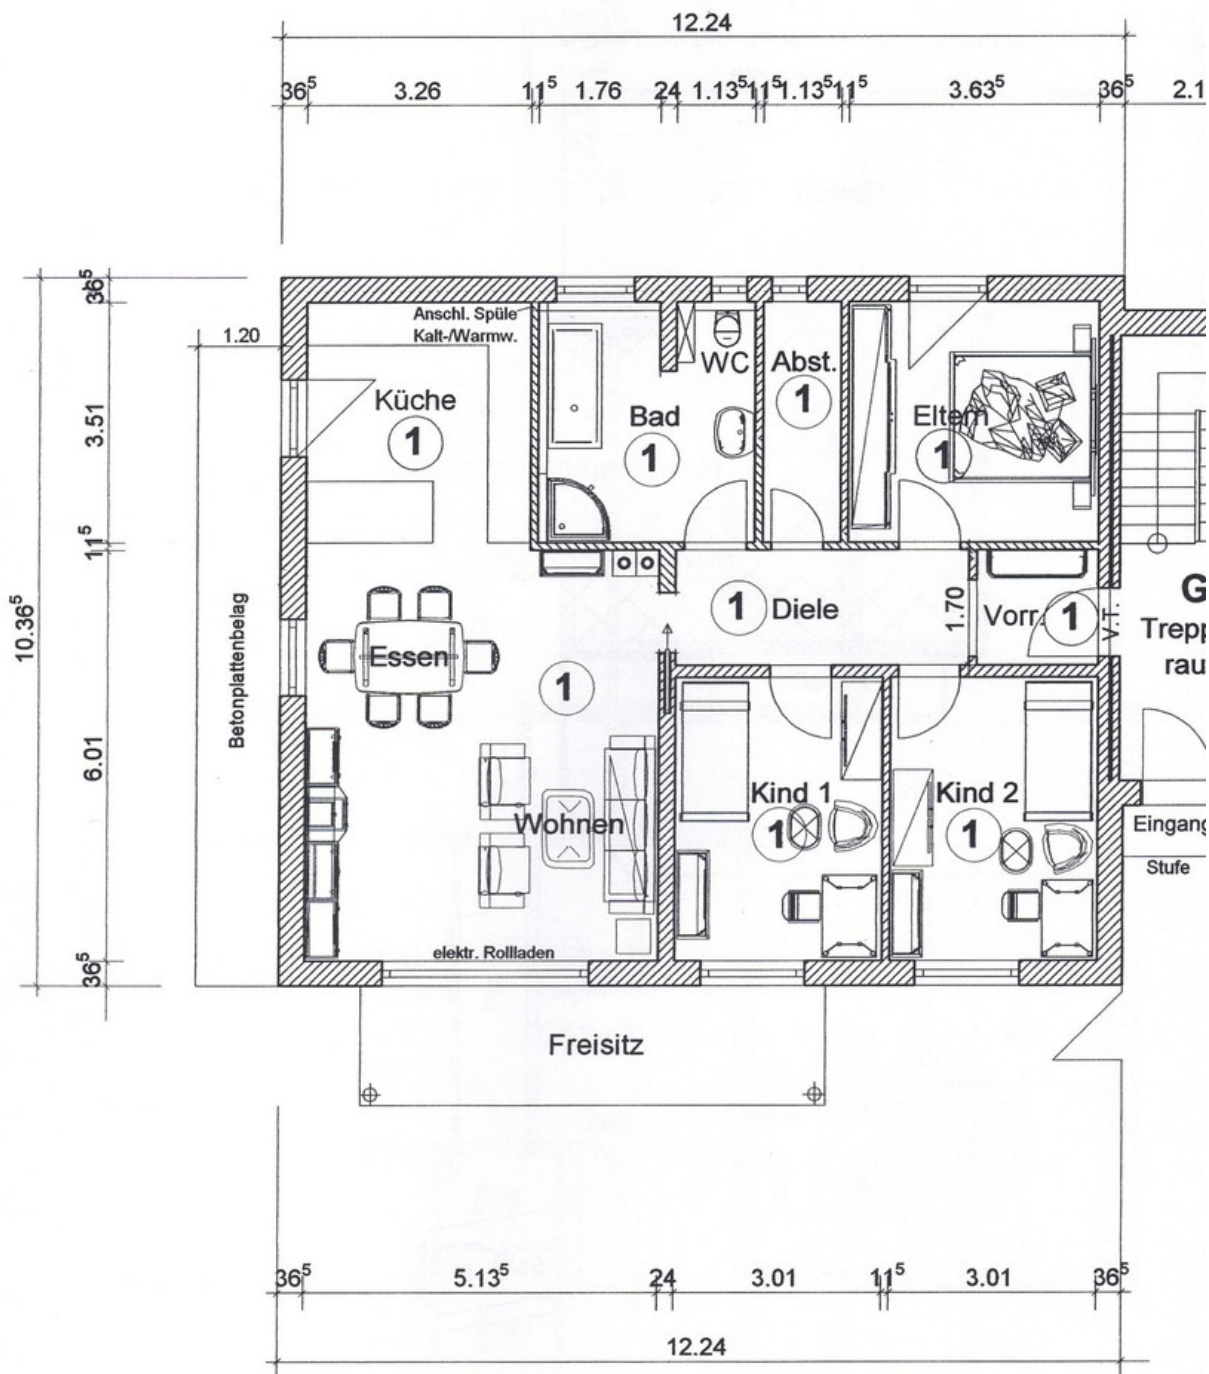 12.24
36⁵ 3.26 11⁵ 1.76 24 1.13⁵ 11⁵ 1.13⁵ 11⁵ 3.63⁵ 36⁵ 2.1
36⁵
1.20
Anschl. Spüle
Kalt-/Warmw.
WC
Abst.
1
Küche
1
Bad
1
Eltern
1
3.51
11⁵
10.36⁵
6.01
36⁵
Betonplattenbelag
1 Diele
1.70
Vorr. 1
V.T.
G
Trepp
rau
Essen
1
Wohnen
Kind 1
1
Kind 2
1
Eingang
Stufe
elektr. Rollladen
Freisitz
36⁵ 5.13⁵ 24 3.01 11⁵ 3.01 36⁵
12.24